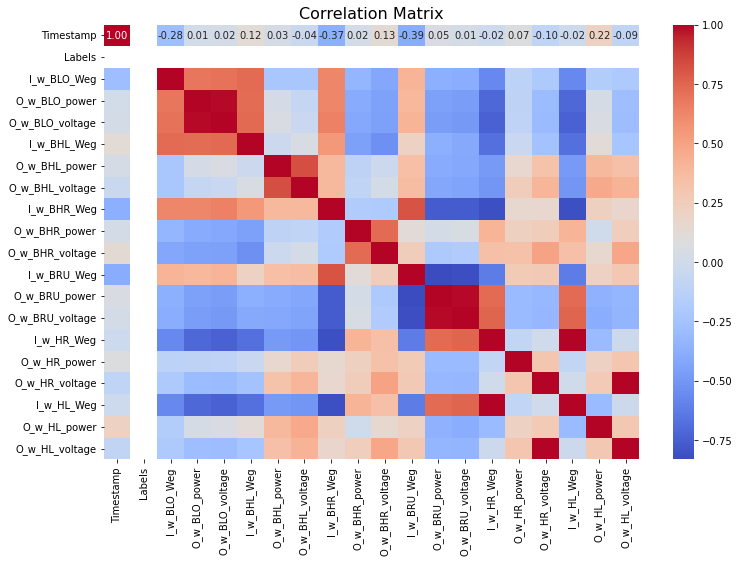 Correlation Matrix
Timestamp 1.00 -0.28 0.01 0.02 0.12 0.03 -0.04 -0.37 0.02 0.13 -0.39 0.05 0.01 -0.02 0.07 -0.10 -0.02 0.22 -0.09
Labels
I_w_BLO_Weg
O_w_BLO_power
O_w_BLO_voltage
I_w_BHL_Weg
O_w_BHL_power
O_w_BHL_voltage
I_w_BHR_Weg
O_w_BHR_power
O_w_BHR_voltage
I_w_BRU_Weg
O_w_BRU_power
O_w_BRU_voltage
I_w_HR_Weg
O_w_HR_power
O_w_HR_voltage
I_w_HL_Weg
O_w_HL_power
O_w_HL_voltage
Timestamp
Labels
I_w_BLO_Weg
O_w_BLO_power
O_w_BLO_voltage
I_w_BHL_Weg
O_w_BHL_power
O_w_BHL_voltage
I_w_BHR_Weg
O_w_BHR_power
O_w_BHR_voltage
I_w_BRU_Weg
O_w_BRU_power
O_w_BRU_voltage
I_w_HR_Weg
O_w_HR_power
O_w_HR_voltage
I_w_HL_Weg
O_w_HL_power
O_w_HL_voltage
1.00
0.75
0.50
0.25
0.00
−0.25
−0.50
−0.75